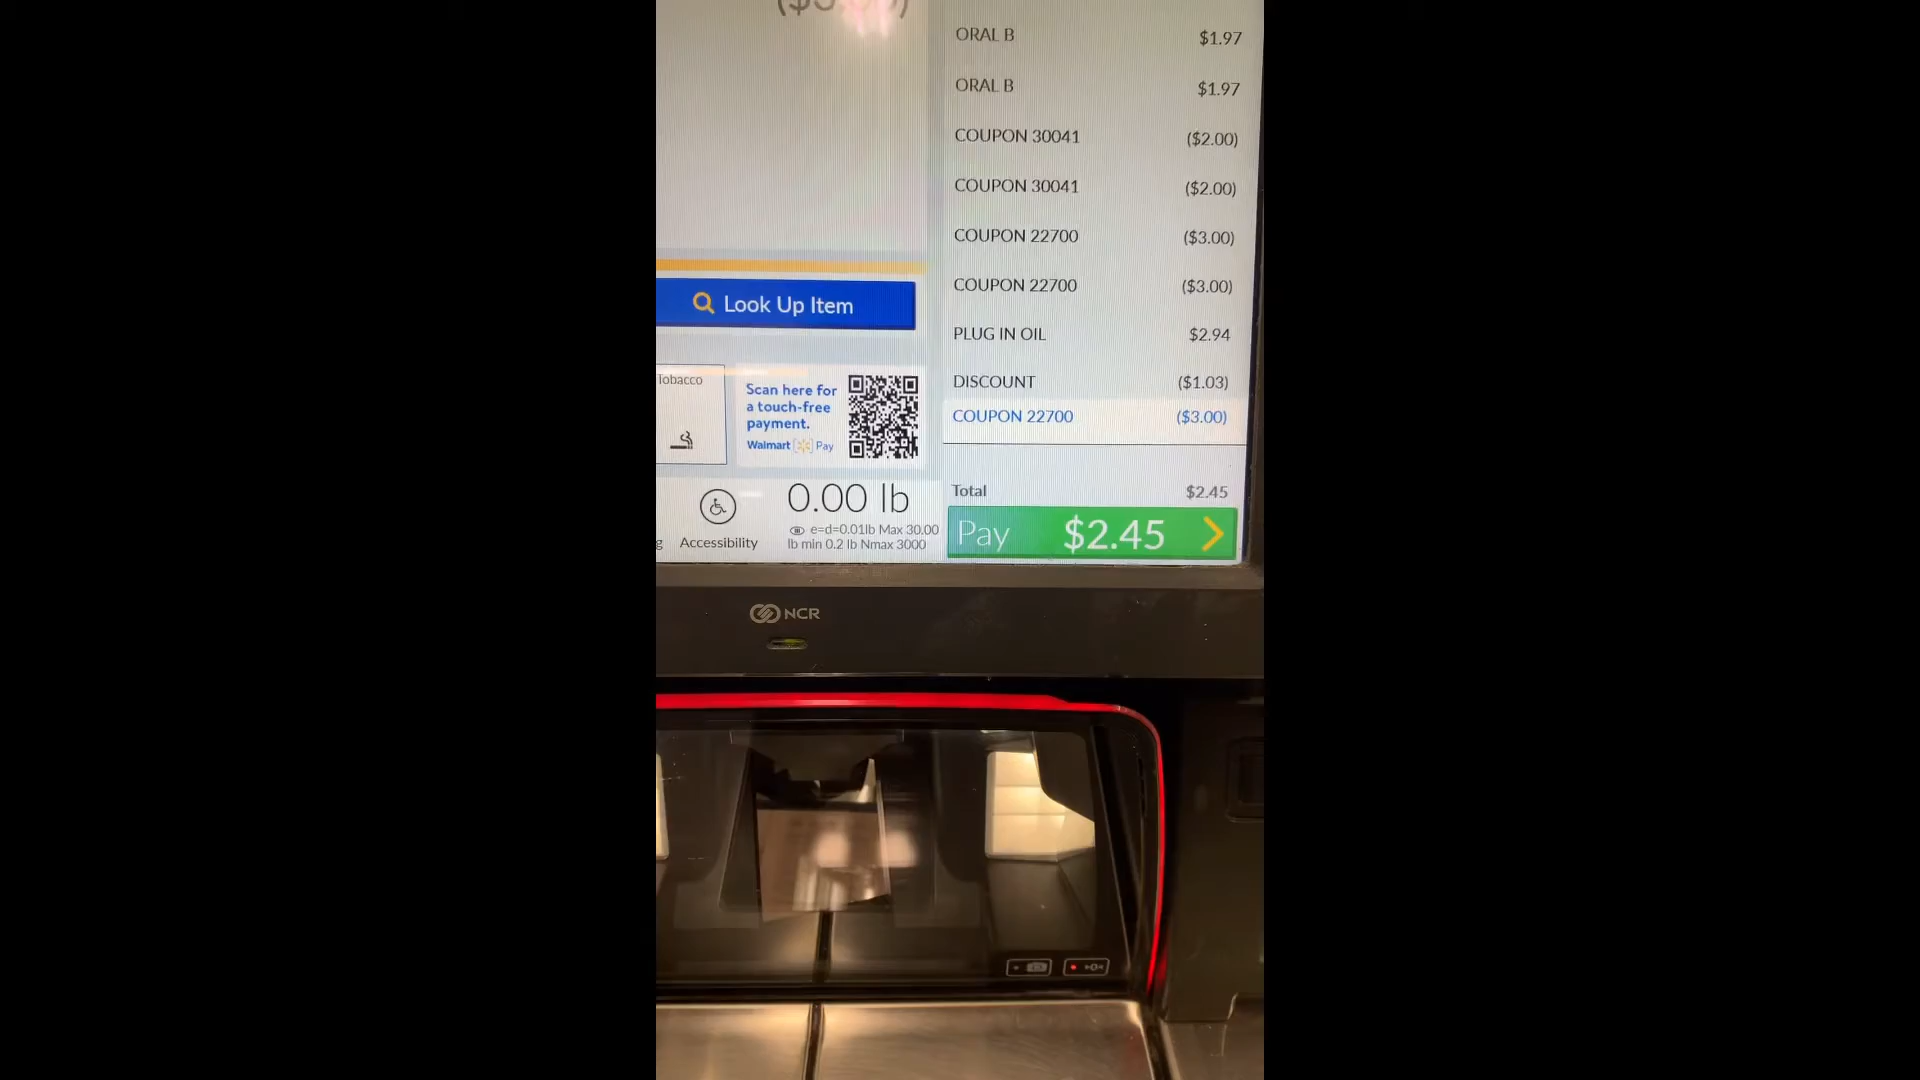 ORAL B $1.97
ORAL B $1.97
COUPON 30041 ($2.00)
COUPON 30041 ($2.00)
COUPON 22700 ($3.00)
COUPON 22700 ($3.00)
PLUG IN OIL $2.94
DISCOUNT ($1.03)
COUPON 22700 ($3.00)
Total $2.45
Pay $2.45
Look Up Item
Tobacco
Scan here for
a touch-free
payment.
Walmart Pay
Accessibility
0.00 lb
e=d=0.01lb Max 30.00
lb min 0.2 lb Nmax 3000
NCR